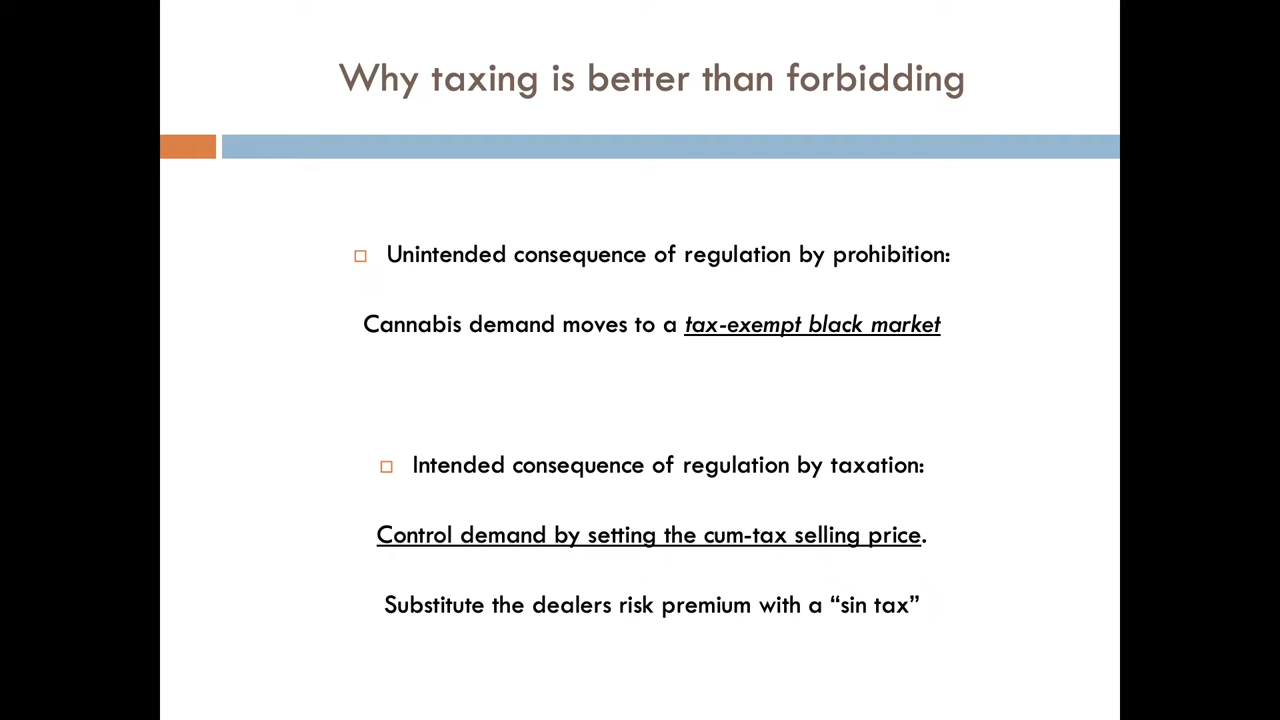 Why taxing is better than forbidding
Unintended consequence of regulation by prohibition:
Cannabis demand moves to a tax-exempt black market
Intended consequence of regulation by taxation:
Control demand by setting the cum-tax selling price.
Substitute the dealers risk premium with a “sin tax”